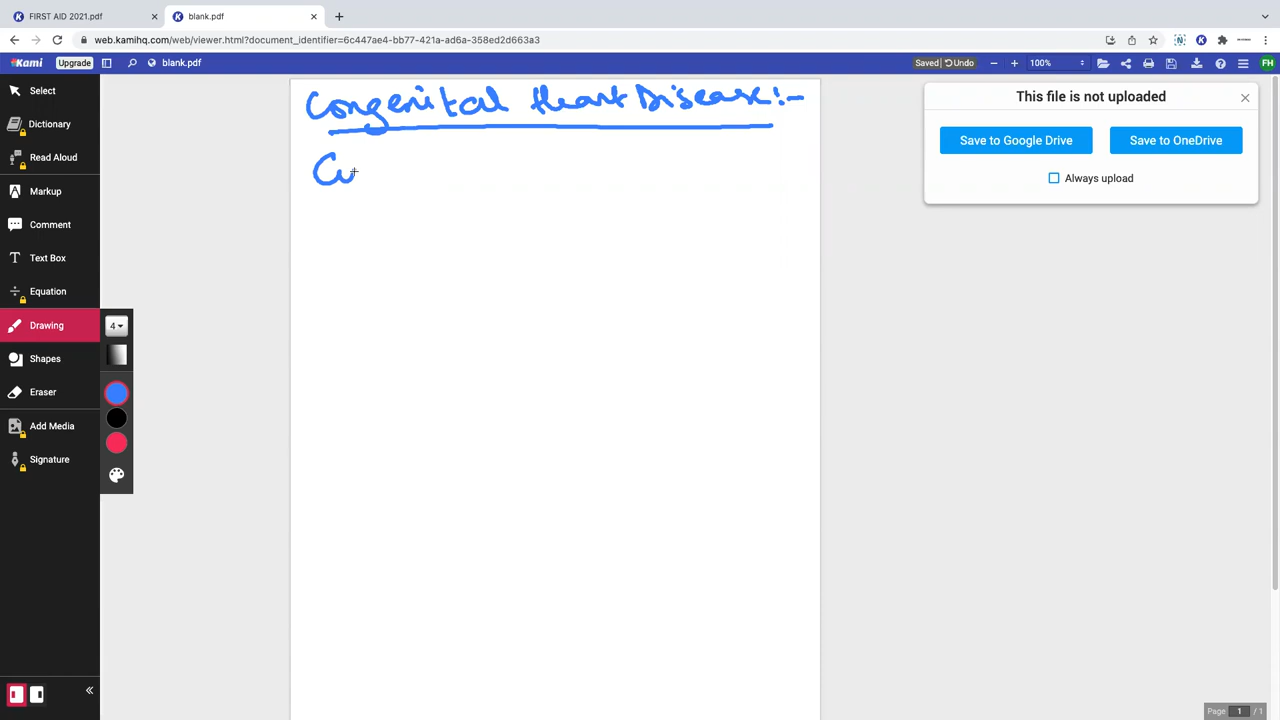 FIRST AID 2021.pdf
blank.pdf
web.kamihq.com/web/viewer.html?document_identifier=6c447ae4-bb77-421a-ad6a-358ed2d663a3
Kami
Upgrade
blank.pdf
Saved
Undo
100%
FH
Select
Dictionary
Read Aloud
Markup
Comment
Text Box
Equation
Drawing
Shapes
Eraser
Add Media
Signature
4
Congenital Heart Disease:-
This file is not uploaded
Save to Google Drive
Save to OneDrive
Always upload
Page 1 / 1